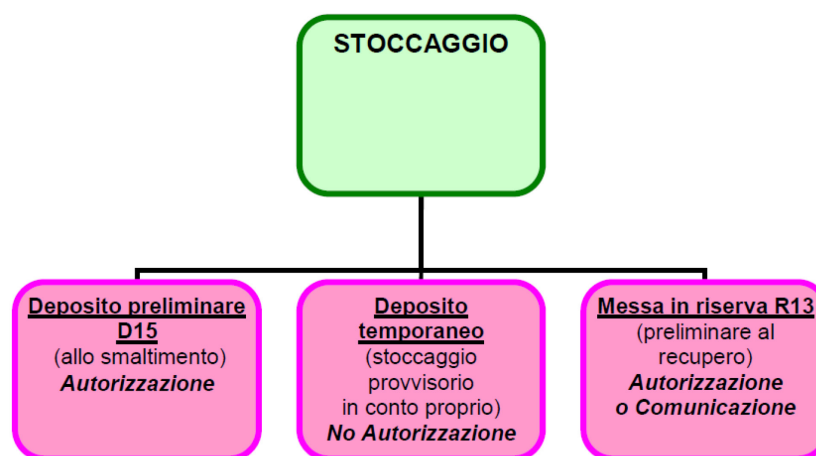 STOCCAGGIO
Deposito preliminare
D15
(allo smaltimento)
Autorizzazione
Deposito
temporaneo
(stoccaggio
provvisorio
in conto proprio)
No Autorizzazione
Messa in riserva R13
(preliminare al
recupero)
Autorizzazione
o Comunicazione